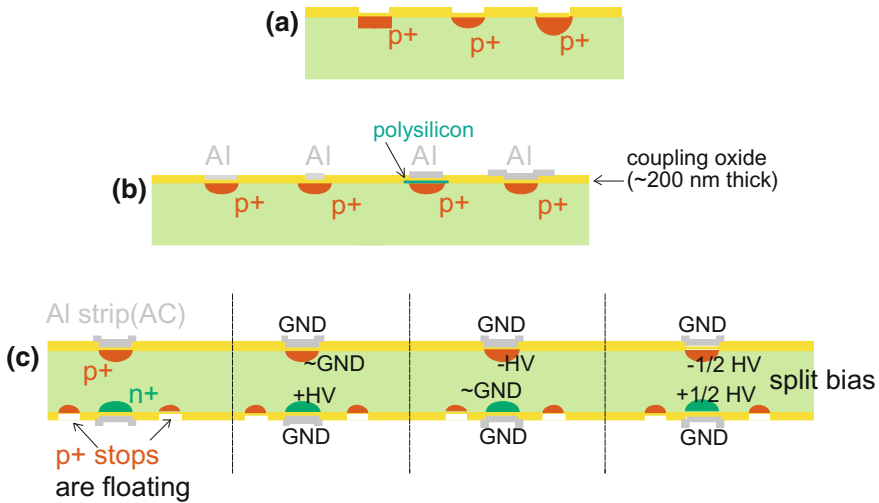 (a)
p+ p+ p+
polysilicon
Al Al Al Al
coupling oxide
(~200 nm thick)
(b)
p+ p+ p+ p+
Al strip(AC)
GND GND GND
(c)
p+ ~GND -HV -1/2 HV
split bias
n+ +HV ~GND +1/2 HV
GND GND GND
p+ stops
are floating